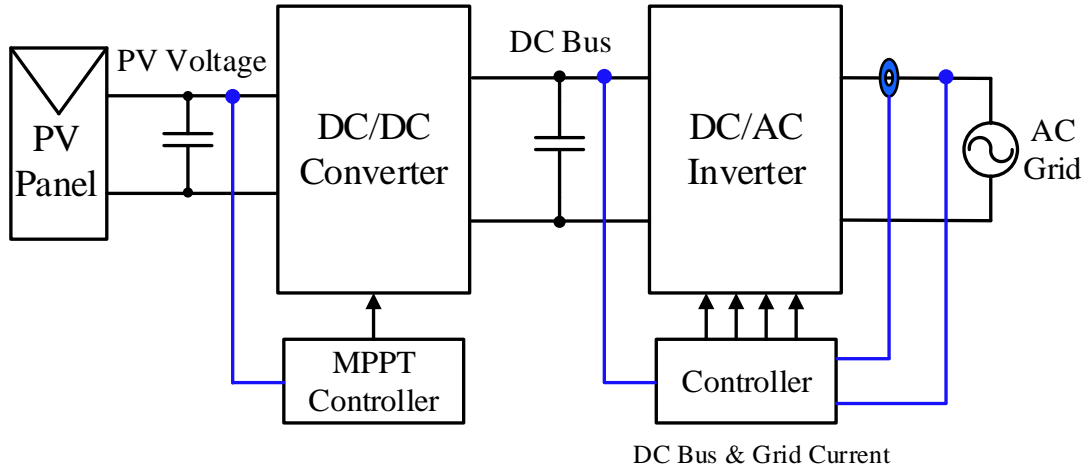 PV
Panel
PV Voltage
DC/DC
Converter
MPPT
Controller
DC Bus
DC/AC
Inverter
Controller
DC Bus & Grid Current
AC
Grid